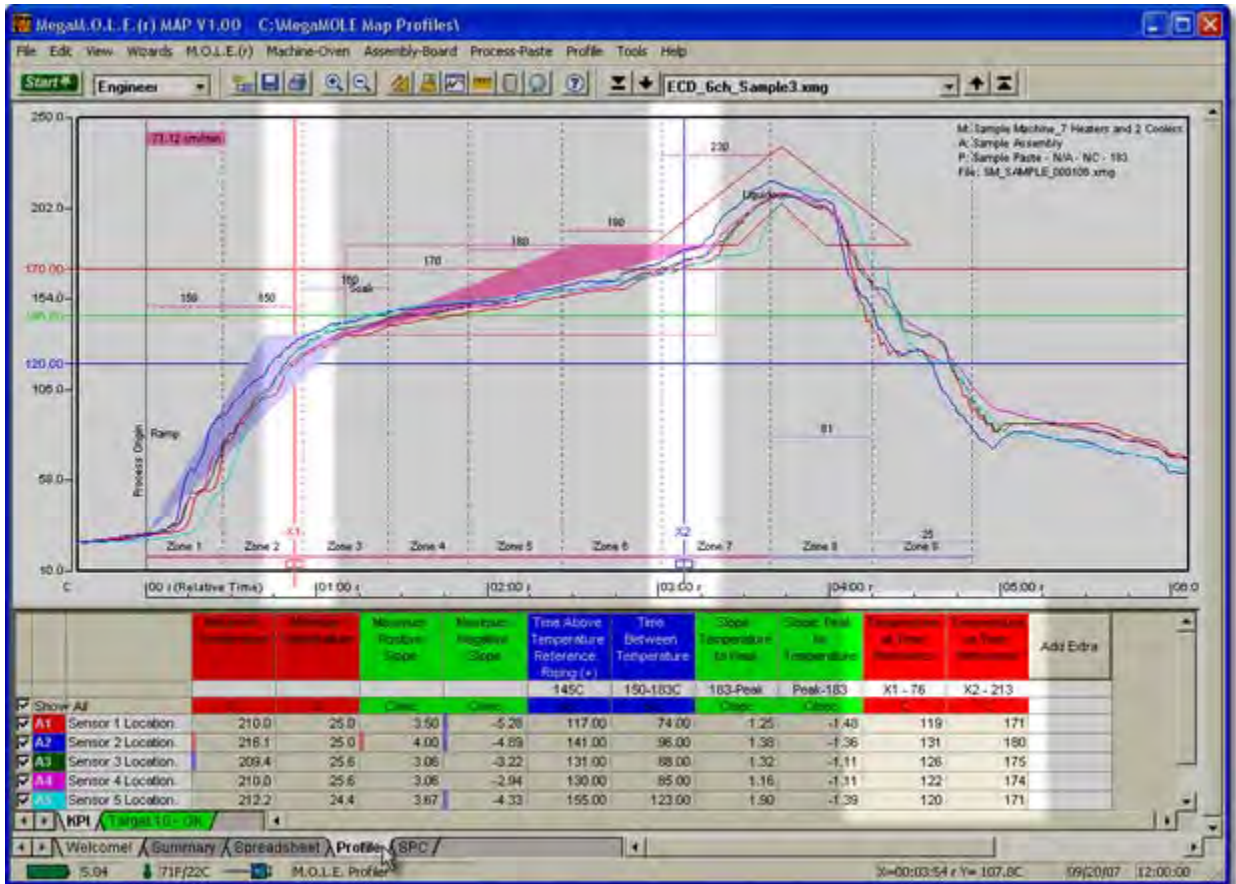 MegaM.O.L.E.(r) MAP V1.00 C:\MegaMOLE Map Profiles\
File Edit View Wizards M.O.L.E.(r) Machine-Oven Assembly-Board Process-Paste Profile Tools Help
Start Engineer ECD_6ch_Sample3.xmg
250.0
71.12 cm/min
230
M: Sample Machine_7 Heaters and 2 Coolers
A: Sample Assembly
P: Sample Paste - N/A - NC - 183
File: SM_SAMPLE_000106.xmg
202.0
Liquidus
190
180
170
170.00
160
Soak
154.0
150 150
145.00
120.00
106.0
Process Origin
Ramp
81
58.0
X1 X2
-25
Zone 1 Zone 2 Zone 3 Zone 4 Zone 5 Zone 6 Zone 7 Zone 8 Zone 9
10.0
C 00 r (Relative Time) 01:00 r 02:00 r 03:00 r 04:00 r 05:00 r 06:0
Maximum Positive Slope Maximum Negative Slope Time Above Temperature Reference Rising (+) Time Between Temperature Slope Temperature to Peak Slope Peak to Temperature Add Extra
145C 150-183C 183-Peak Peak-183 X1 - 76 X2 - 213
Show All
A1 Sensor 1 Location. 210.0 25.0 3.50 -5.28 117.00 74.00 1.25 -1.48 119 171
A2 Sensor 2 Location. 216.1 25.0 4.00 -4.89 141.00 96.00 1.38 -1.36 131 180
A3 Sensor 3 Location. 209.4 25.6 3.06 -3.22 131.00 88.00 1.32 -1.11 126 175
A4 Sensor 4 Location. 210.0 25.6 3.06 -2.94 130.00 85.00 1.16 -1.11 122 174
A5 Sensor 5 Location. 212.2 24.4 3.67 -4.33 155.00 123.00 1.90 -1.39 120 171
KPI Target 10 - OK
Welcome! Summary Spreadsheet Profile SPC
5.04 71F/22C M.O.L.E. Profiler X=00:03:54 r Y= 107.8C 09/20/07 12:00:00